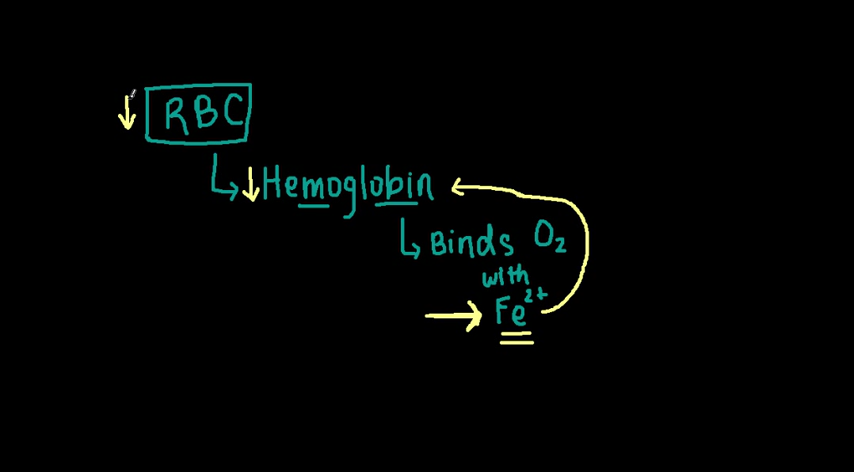 ↓ RBC
↳ ↓ Hemoglobin ←
↳ Binds O₂
with
→ Fe²⁺